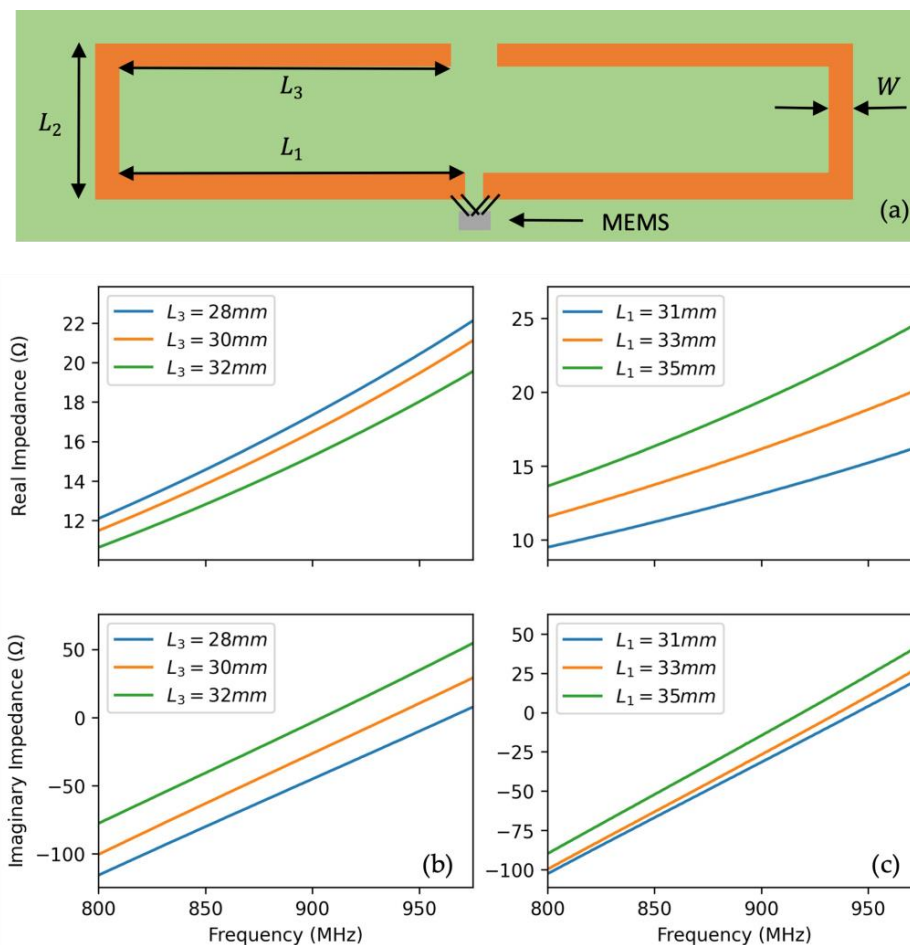 L₃
L₂
W
L₁
MEMS
(a)
L₃ = 28mm
L₃ = 30mm
L₃ = 32mm
22
20
18
16
14
12
Real Impedance (Ω)
L₁ = 31mm
L₁ = 33mm
L₁ = 35mm
25
20
15
10
L₃ = 28mm
L₃ = 30mm
L₃ = 32mm
50
0
−50
−100
Imaginary Impedance (Ω)
(b)
800 850 900 950
Frequency (MHz)
L₁ = 31mm
L₁ = 33mm
L₁ = 35mm
50
25
0
−25
−50
−75
−100
(c)
800 850 900 950
Frequency (MHz)